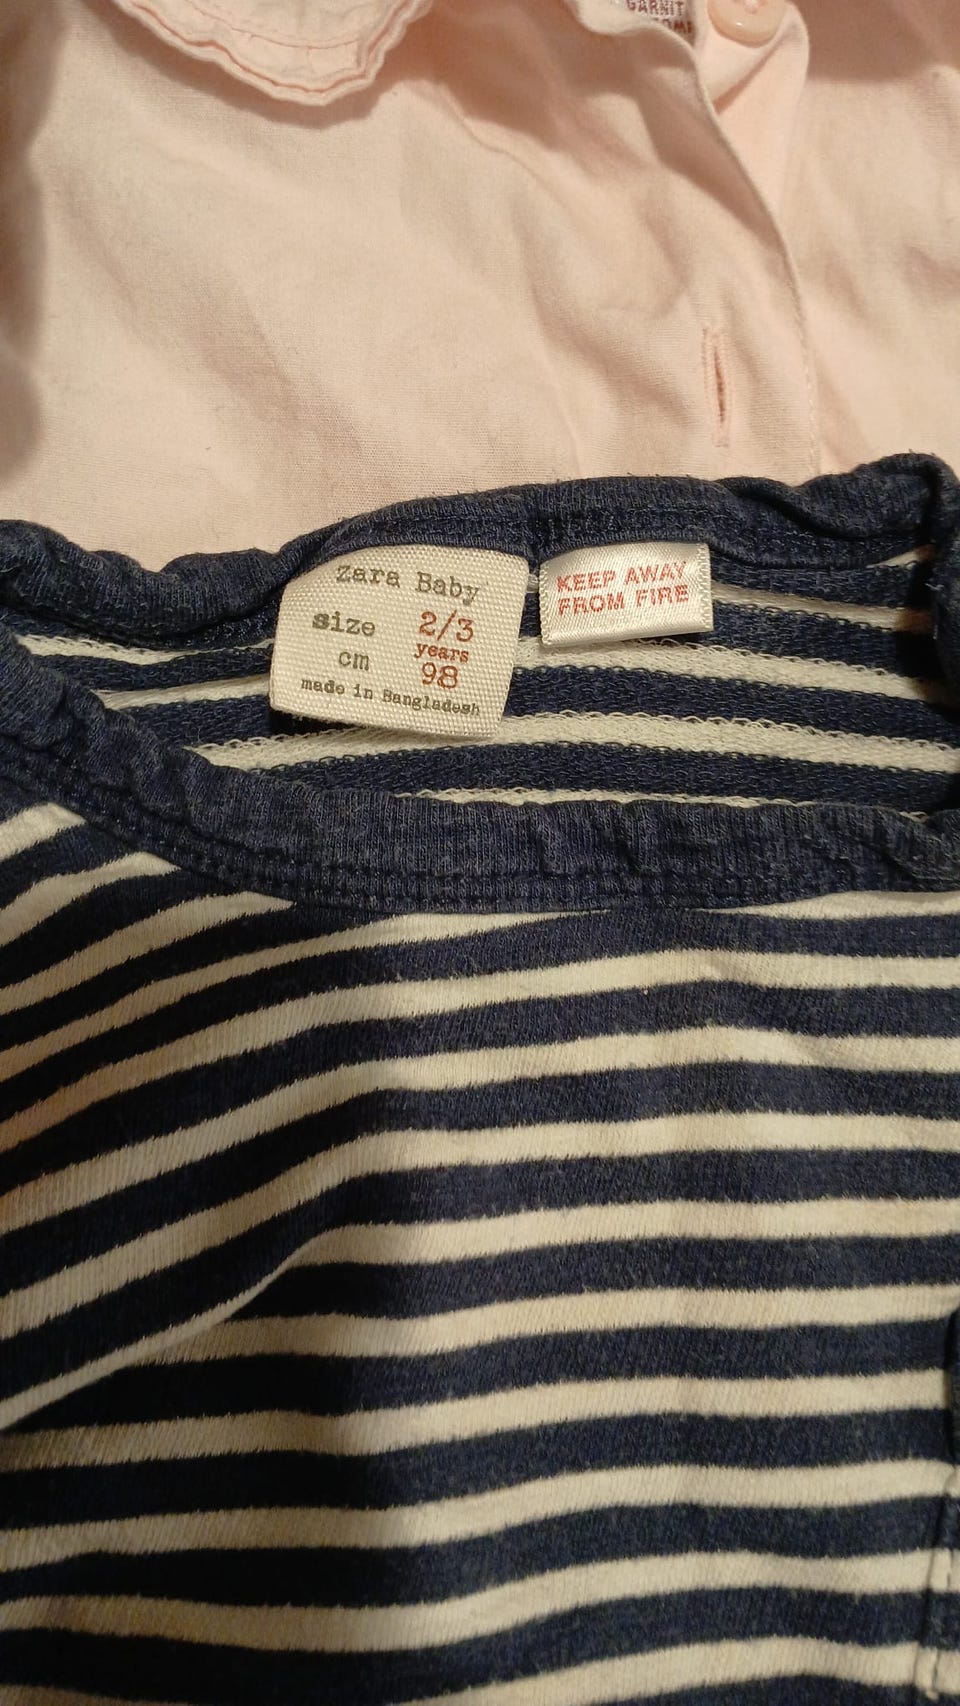 GARNIT
zara Baby
size 2/3
years
cm 98
made in Bangladesh
KEEP AWAY
FROM FIRE